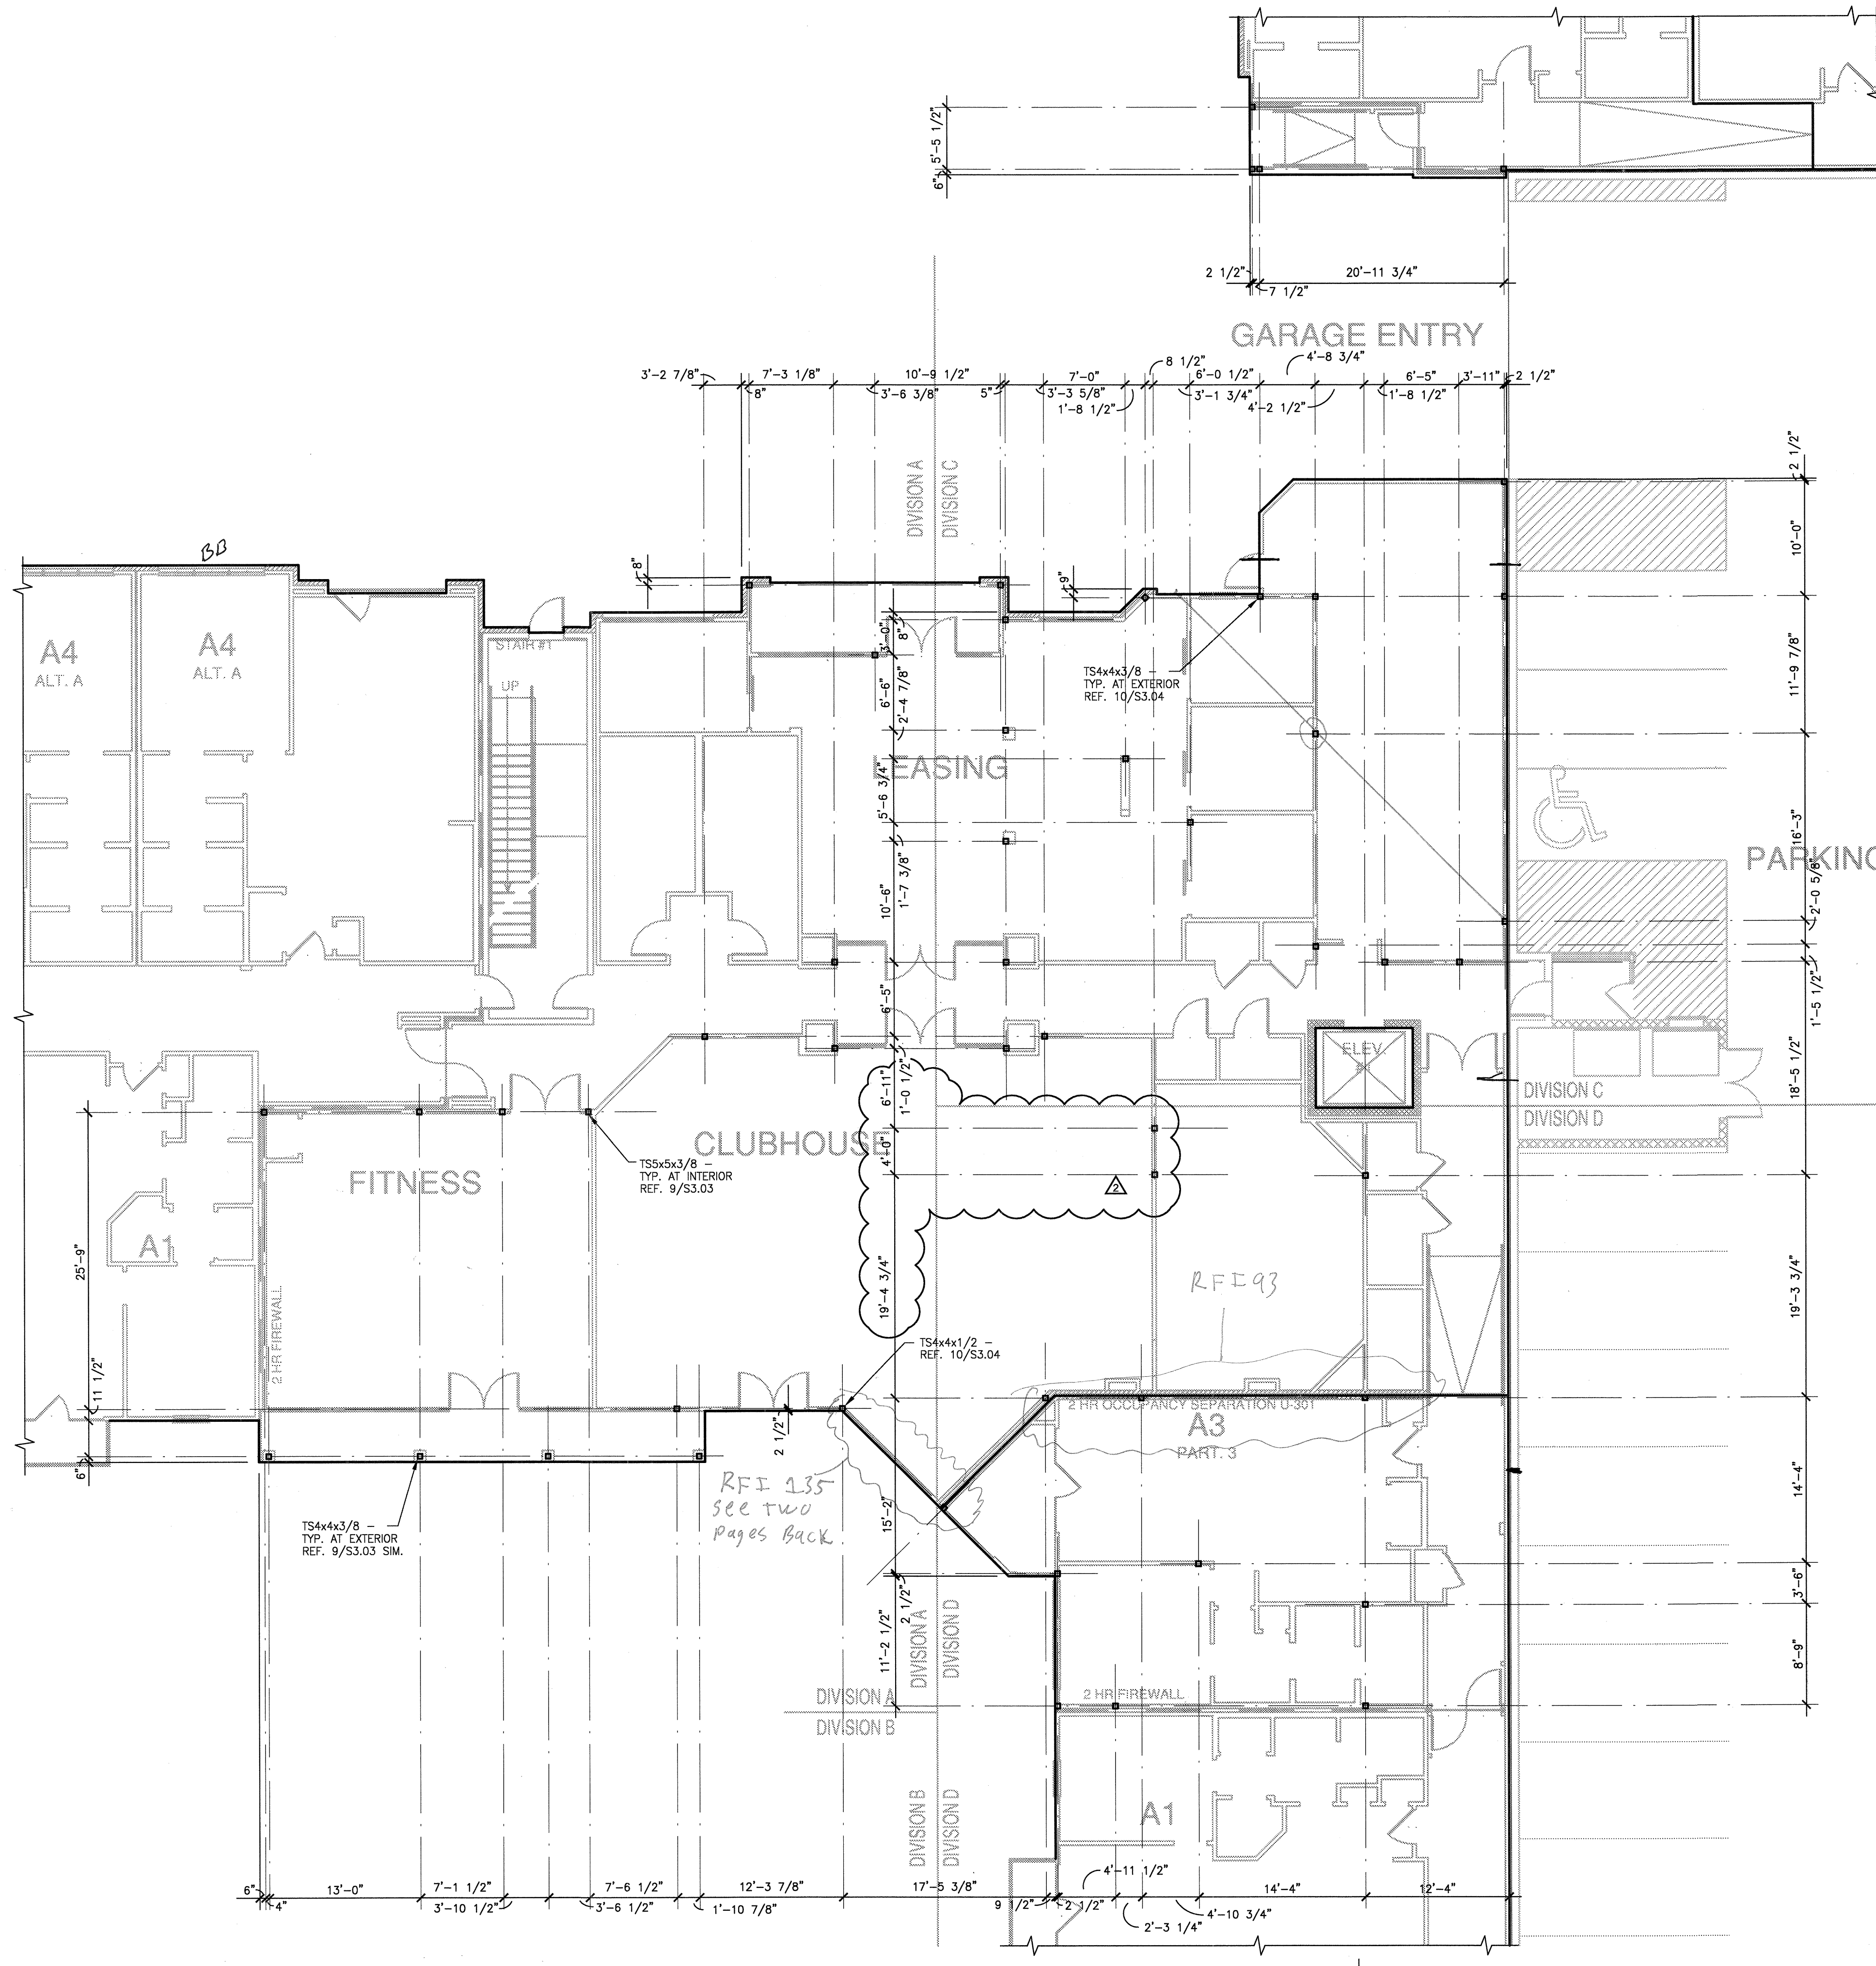 5'-5 1/2"
6"
2 1/2"
20'-11 3/4"
7 1/2"
GARAGE ENTRY
3'-2 7/8"
8"
7'-3 1/8"
3'-6 3/8"
10'-9 1/2"
5"
7'-0"
3'-3 5/8"
1'-8 1/2"
8 1/2"
6'-0 1/2"
3'-1 3/4"
4'-8 3/4"
4'-2 1/2"
6'-5"
1'-8 1/2"
3'-11"
2 1/2"
DIVISION A
DIVISION C
2 1/2"
10'-0"
11'-9 7/8"
16'-3"
2'-0 5/8"
1'-5 1/2"
18'-5 1/2"
19'-3 3/4"
14'-4"
3'-6"
8'-9"
BB
8"
9"
A4
ALT. A
A4
ALT. A
STAIR #1
UP
3'-0"
8"
6'-6"
2'-4 7/8"
TS4x4x3/8 -
TYP. AT EXTERIOR
REF. 10/S3.04
LEASING
5'-6 3/4"
10'-6"
1'-7 3/8"
6'-5"
6'-11"
1'-0 1/2"
4'-0"
19'-4 3/4"
PARKING
ELEV.
DIVISION C
DIVISION D
CLUBHOUSE
FITNESS
TS5x5x3/8 -
TYP. AT INTERIOR
REF. 9/S3.03
2
A1
25'-9"
11 1/2"
6"
2 HR FIREWALL
RFI 93
TS4x4x1/2 -
REF. 10/S3.04
2 HR OCCUPANCY SEPARATION U-301
A3
PART. 3
2 1/2"
RFI 135
see two
pages Back
TS4x4x3/8 -
TYP. AT EXTERIOR
REF. 9/S3.03 SIM.
15'-2"
2 1/2"
11'-2 1/2"
DIVISION A
DIVISION D
DIVISION A
DIVISION B
2 HR FIREWALL
DIVISION B
DIVISION D
A1
6"
4"
13'-0"
7'-1 1/2"
3'-10 1/2"
7'-6 1/2"
3'-6 1/2"
12'-3 7/8"
1'-10 7/8"
17'-5 3/8"
9 1/2"
2 1/2"
4'-11 1/2"
2'-3 1/4"
4'-10 3/4"
14'-4"
12'-4"